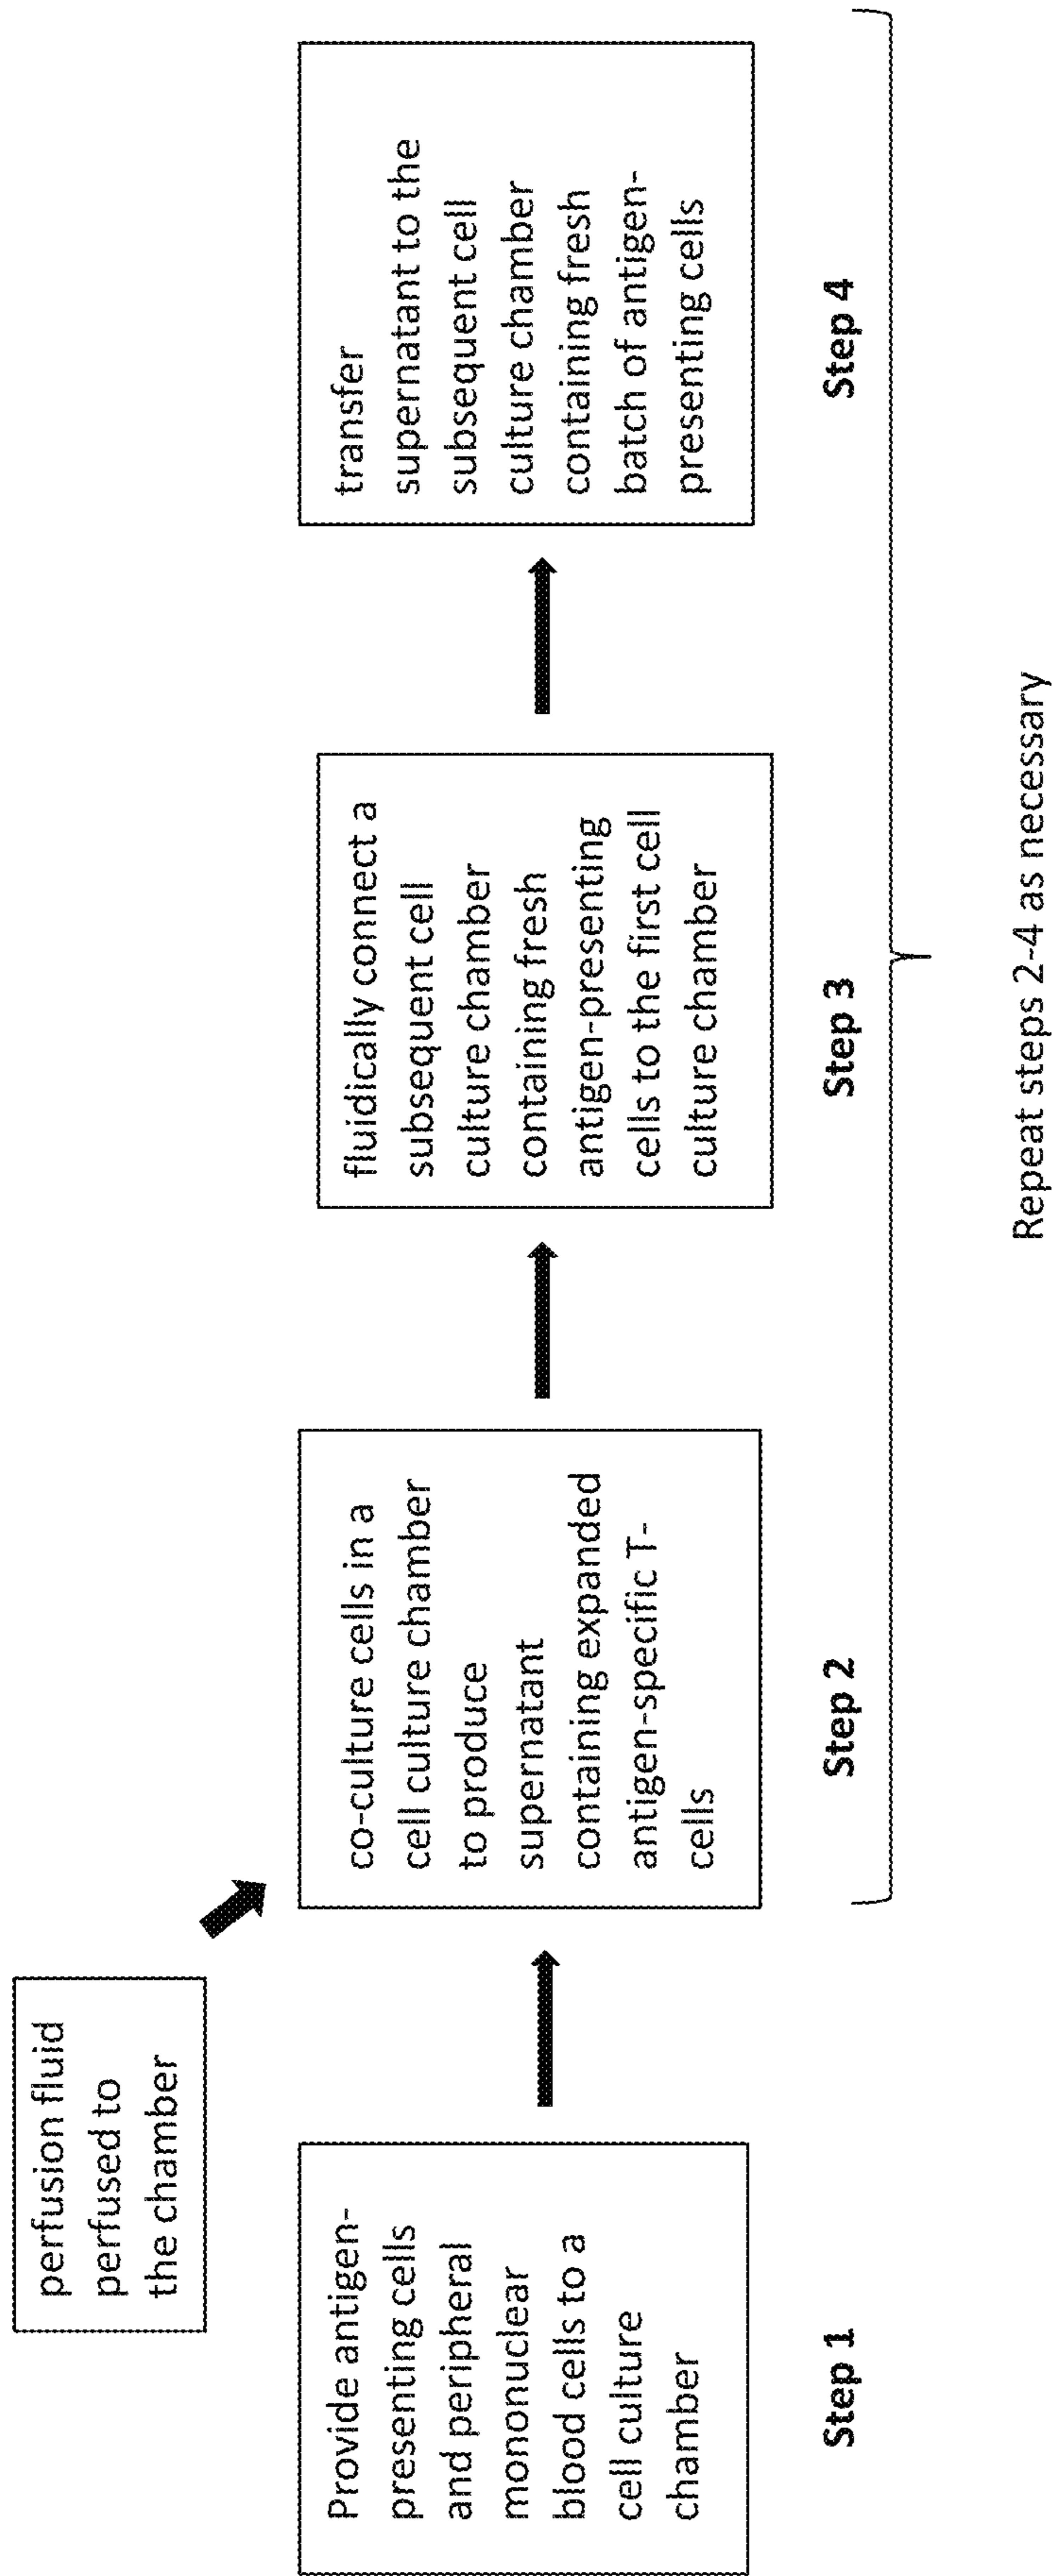 perfusion fluid
perfused to
the chamber
Provide antigen-
presenting cells
and peripheral
mononuclear
blood cells to a
cell culture
chamber
Step 1
co-culture cells in a
cell culture chamber
to produce
supernatant
containing expanded
antigen-specific T-
cells
Step 2
fluidically connect a
subsequent cell
culture chamber
containing fresh
antigen-presenting
cells to the first cell
culture chamber
Step 3
transfer
supernatant to the
subsequent cell
culture chamber
containing fresh
batch of antigen-
presenting cells
Step 4
Repeat steps 2-4 as necessary